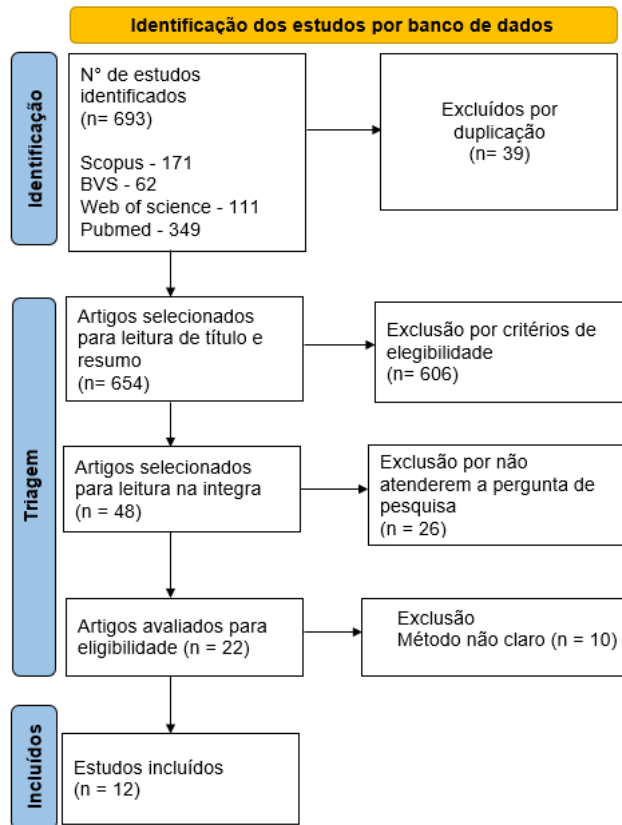 Identificação dos estudos por banco de dados
Identificação
N° de estudos
identificados
(n= 693)
Scopus - 171
BVS - 62
Web of science - 111
Pubmed - 349
Excluídos por
duplicação
(n= 39)
Triagem
Artigos selecionados
para leitura de título e
resumo
(n= 654)
Exclusão por critérios de
elegibilidade
(n= 606)
Artigos selecionados
para leitura na integra
(n = 48)
Exclusão por não
atenderem a pergunta de
pesquisa
(n = 26)
Artigos avaliados para
eligibilidade (n = 22)
Exclusão
Método não claro (n = 10)
Incluídos
Estudos incluídos
(n = 12)